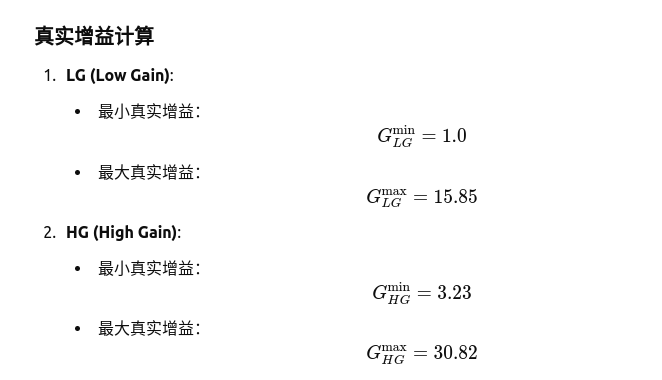 真实增益计算
1. LG (Low Gain):
• 最小真实增益：
$G_{LG}^{\min} = 1.0$
• 最大真实增益：
$G_{LG}^{\max} = 15.85$
2. HG (High Gain):
• 最小真实增益：
$G_{HG}^{\min} = 3.23$
• 最大真实增益：
$G_{HG}^{\max} = 30.82$